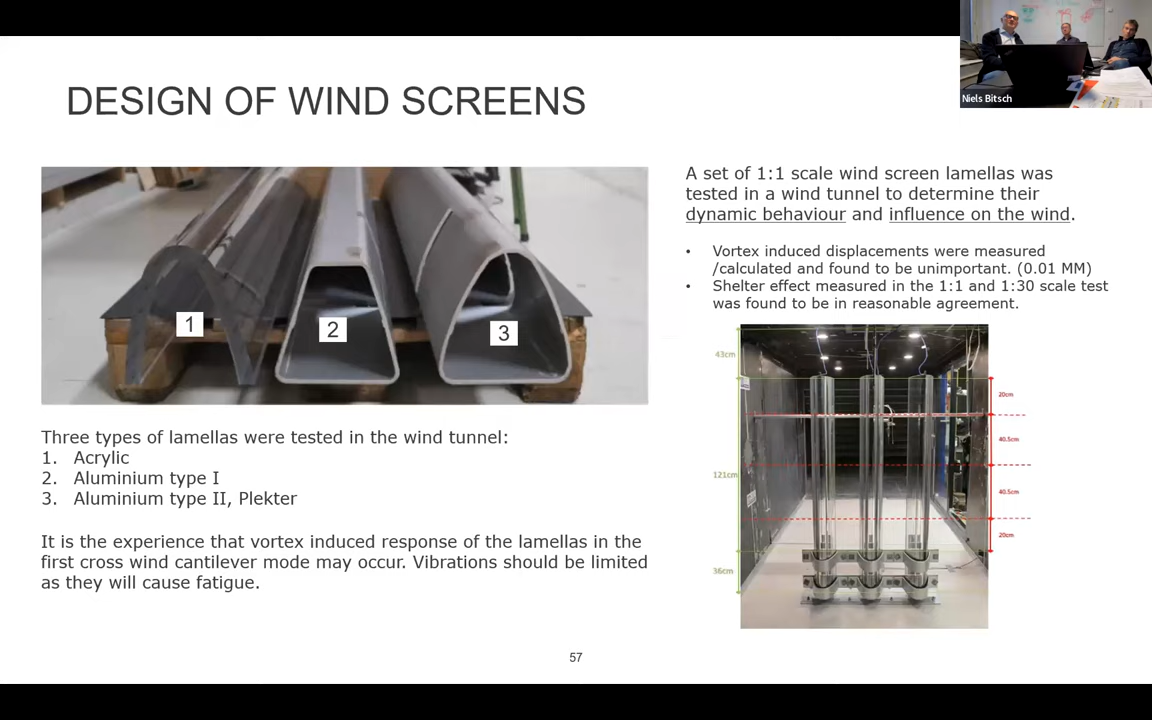 Niels Bitsch
DESIGN OF WIND SCREENS
1
2
3
Three types of lamellas were tested in the wind tunnel:
1. Acrylic
2. Aluminium type I
3. Aluminium type II, Plekter
It is the experience that vortex induced response of the lamellas in the
first cross wind cantilever mode may occur. Vibrations should be limited
as they will cause fatigue.
A set of 1:1 scale wind screen lamellas was
tested in a wind tunnel to determine their
dynamic behaviour and influence on the wind.
• Vortex induced displacements were measured
/calculated and found to be unimportant. (0.01 MM)
• Shelter effect measured in the 1:1 and 1:30 scale test
was found to be in reasonable agreement.
43cm
20cm
40.5cm
121cm
40.5cm
20cm
36cm
57